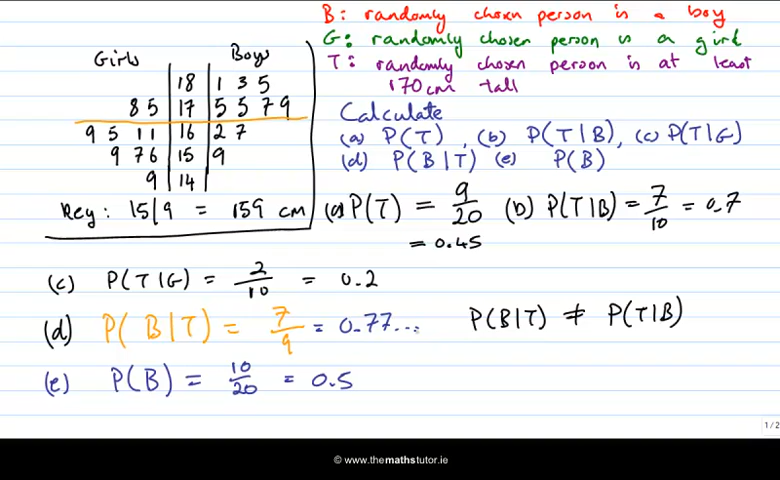 B: randomly chosen person is a boy
G: randomly chosen person is a girl
T: randomly chosen person is at least
170cm tall
Girls Boys
18 1 3 5
8 5 17 5 5 7 9
9 5 1 1 16 2 7
9 7 6 15 9
9 14
Key: 15|9 = 159 cm
Calculate
(a) P(T), (b) P(T|B), (c) P(T|G)
(d) P(B|T) (e) P(B)
(a) P(T) = 9/20 (b) P(T|B) = 7/10 = 0.7
= 0.45
(c) P(T|G) = 2/10 = 0.2
(d) P(B|T) = 7/9 = 0.77... P(B|T) ≠ P(T|B)
(e) P(B) = 10/20 = 0.5
1/2
© www.themathstutor.ie